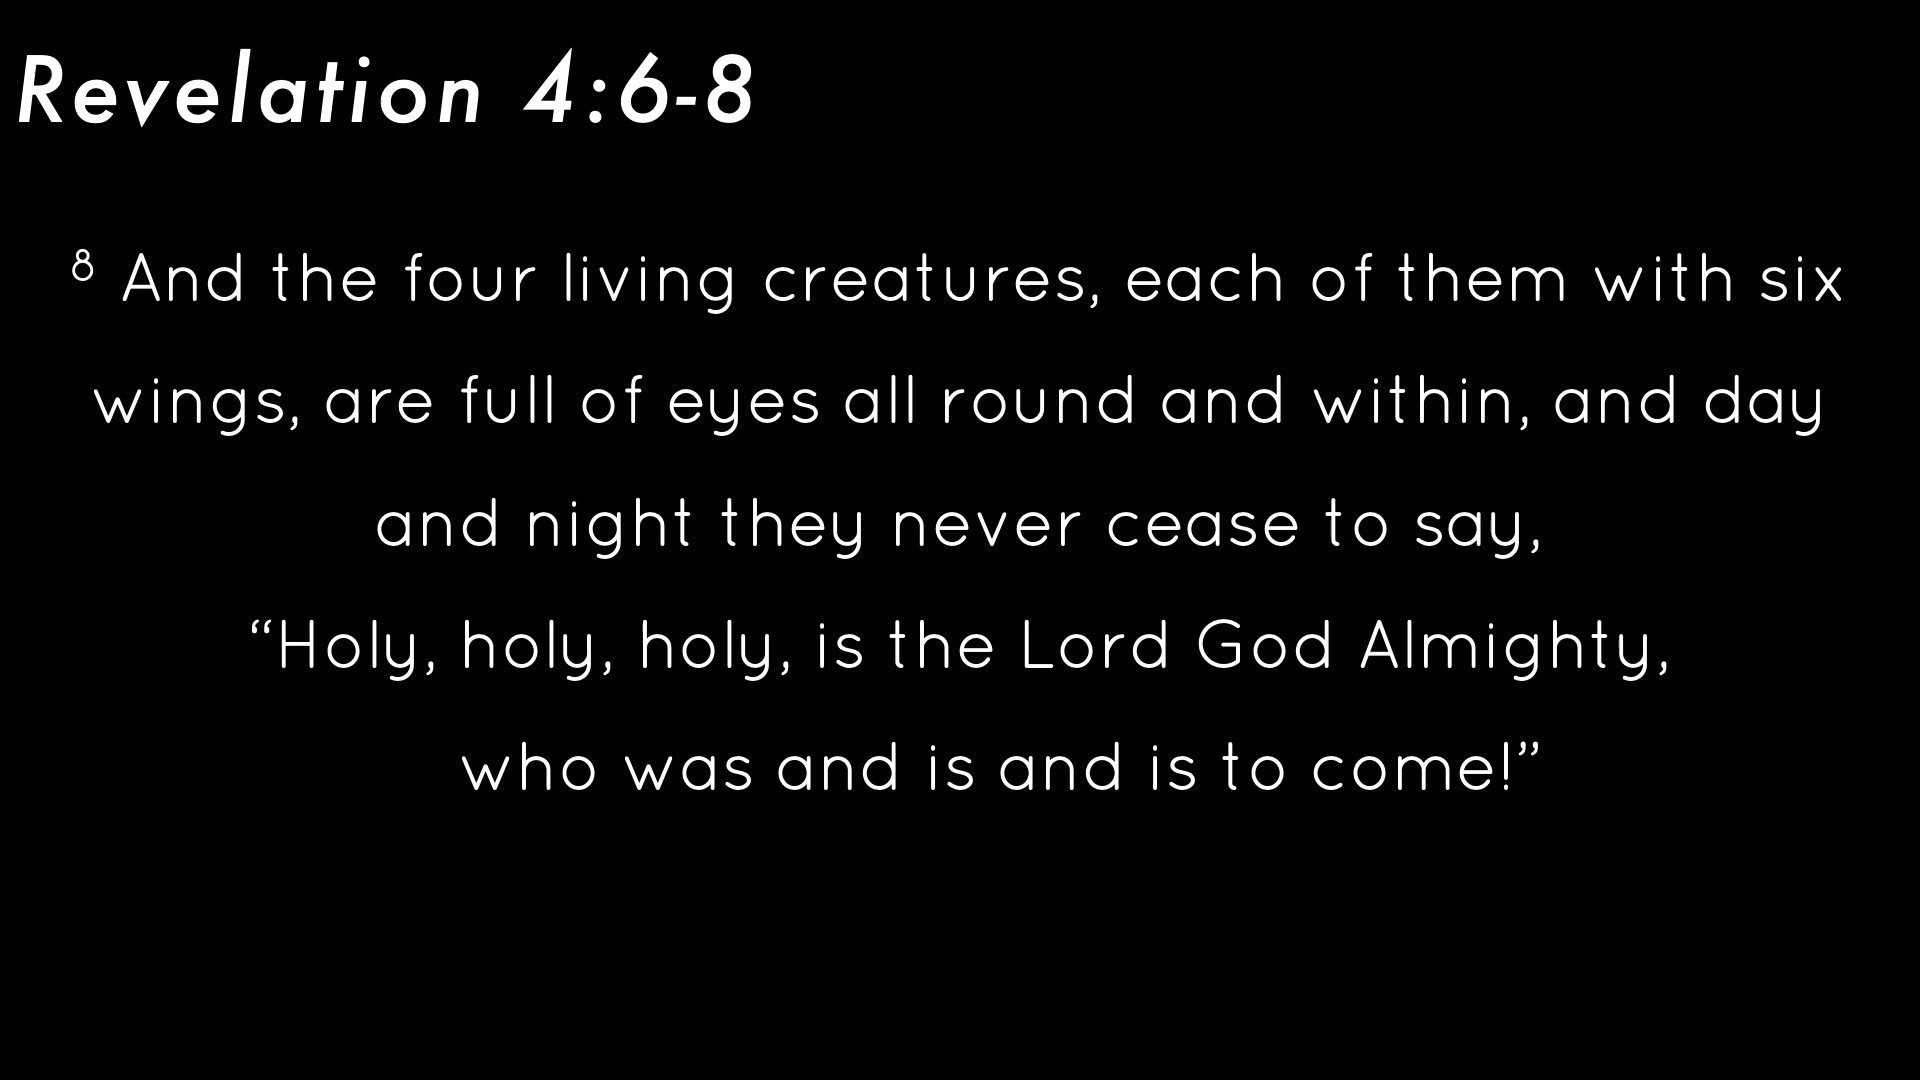 Revelation 4:6-8
⁸ And the four living creatures, each of them with six
wings, are full of eyes all round and within, and day
and night they never cease to say,
“Holy, holy, holy, is the Lord God Almighty,
who was and is and is to come!”